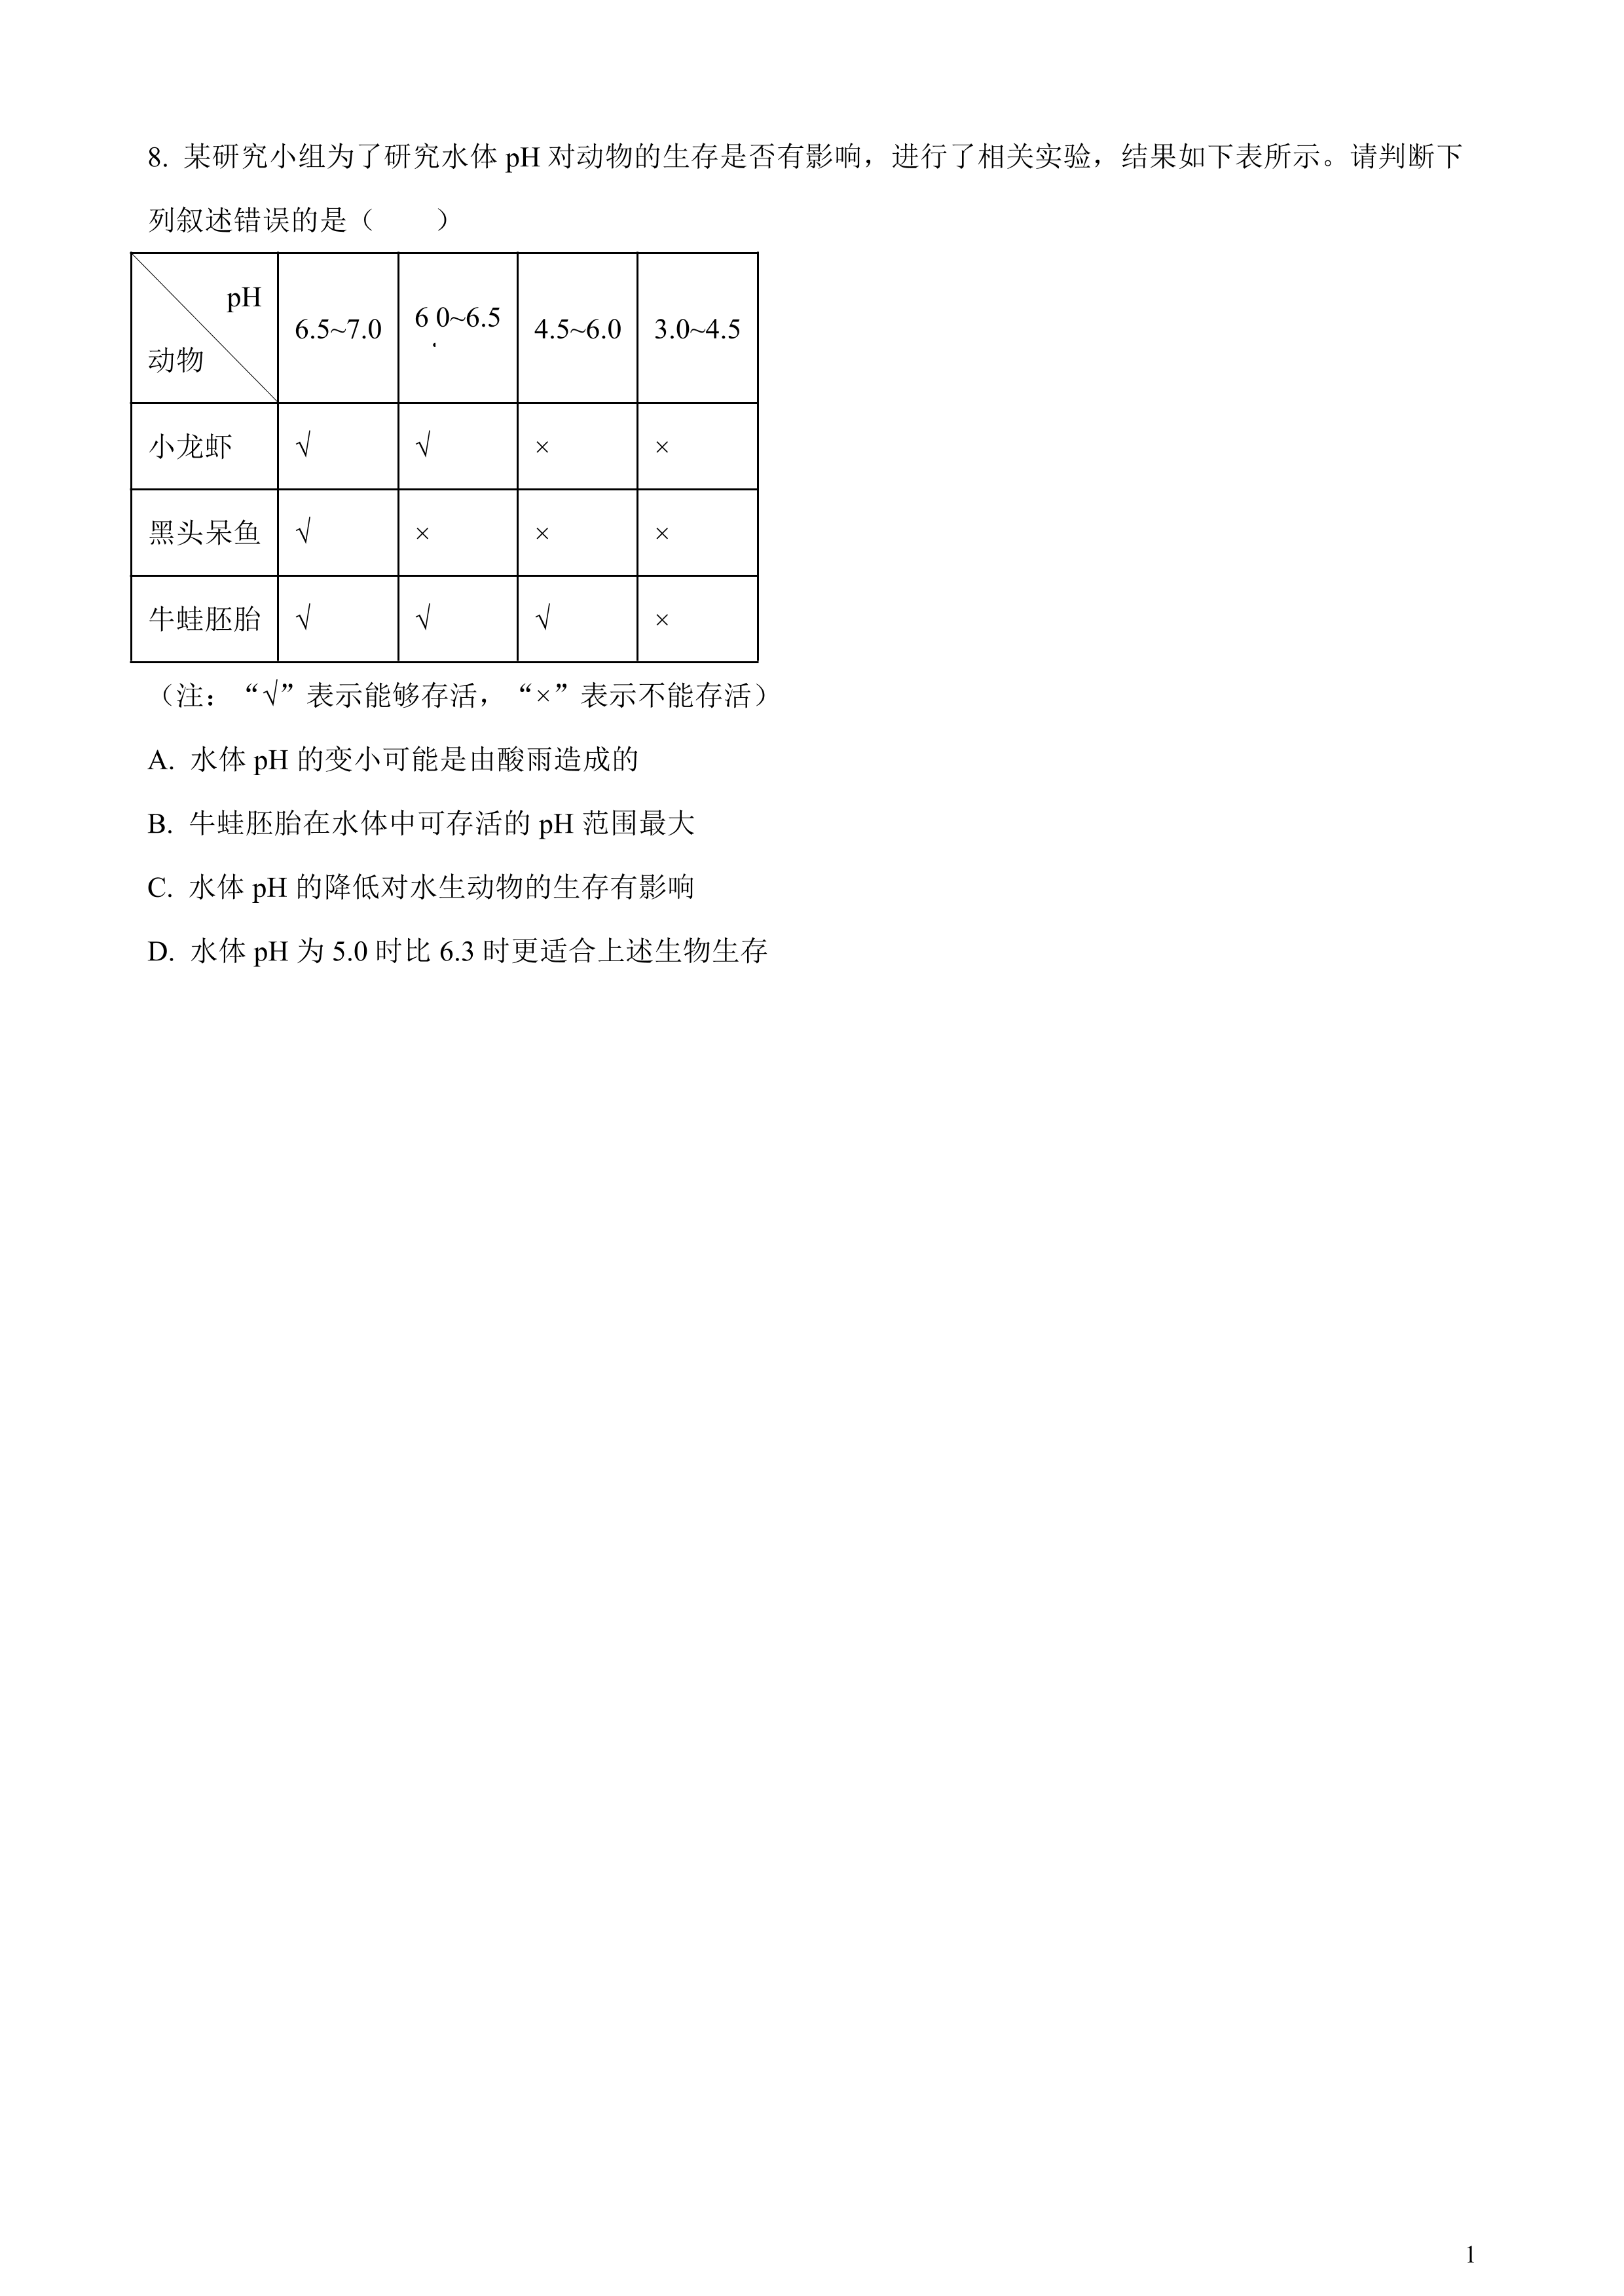 8. 某研究小组为了研究水体 pH 对动物的生存是否有影响，进行了相关实验，结果如下表所示。请判断下
列叙述错误的是（　　）
pH
动物 6.5~7.0 6.0~6.5 4.5~6.0 3.0~4.5
小龙虾 √ √ × ×
黑头呆鱼 √ × × ×
牛蛙胚胎 √ √ √ ×
（注：“√”表示能够存活，“×”表示不能存活）
A. 水体 pH 的变小可能是由酸雨造成的
B. 牛蛙胚胎在水体中可存活的 pH 范围最大
C. 水体 pH 的降低对水生动物的生存有影响
D. 水体 pH 为 5.0 时比 6.3 时更适合上述生物生存
1